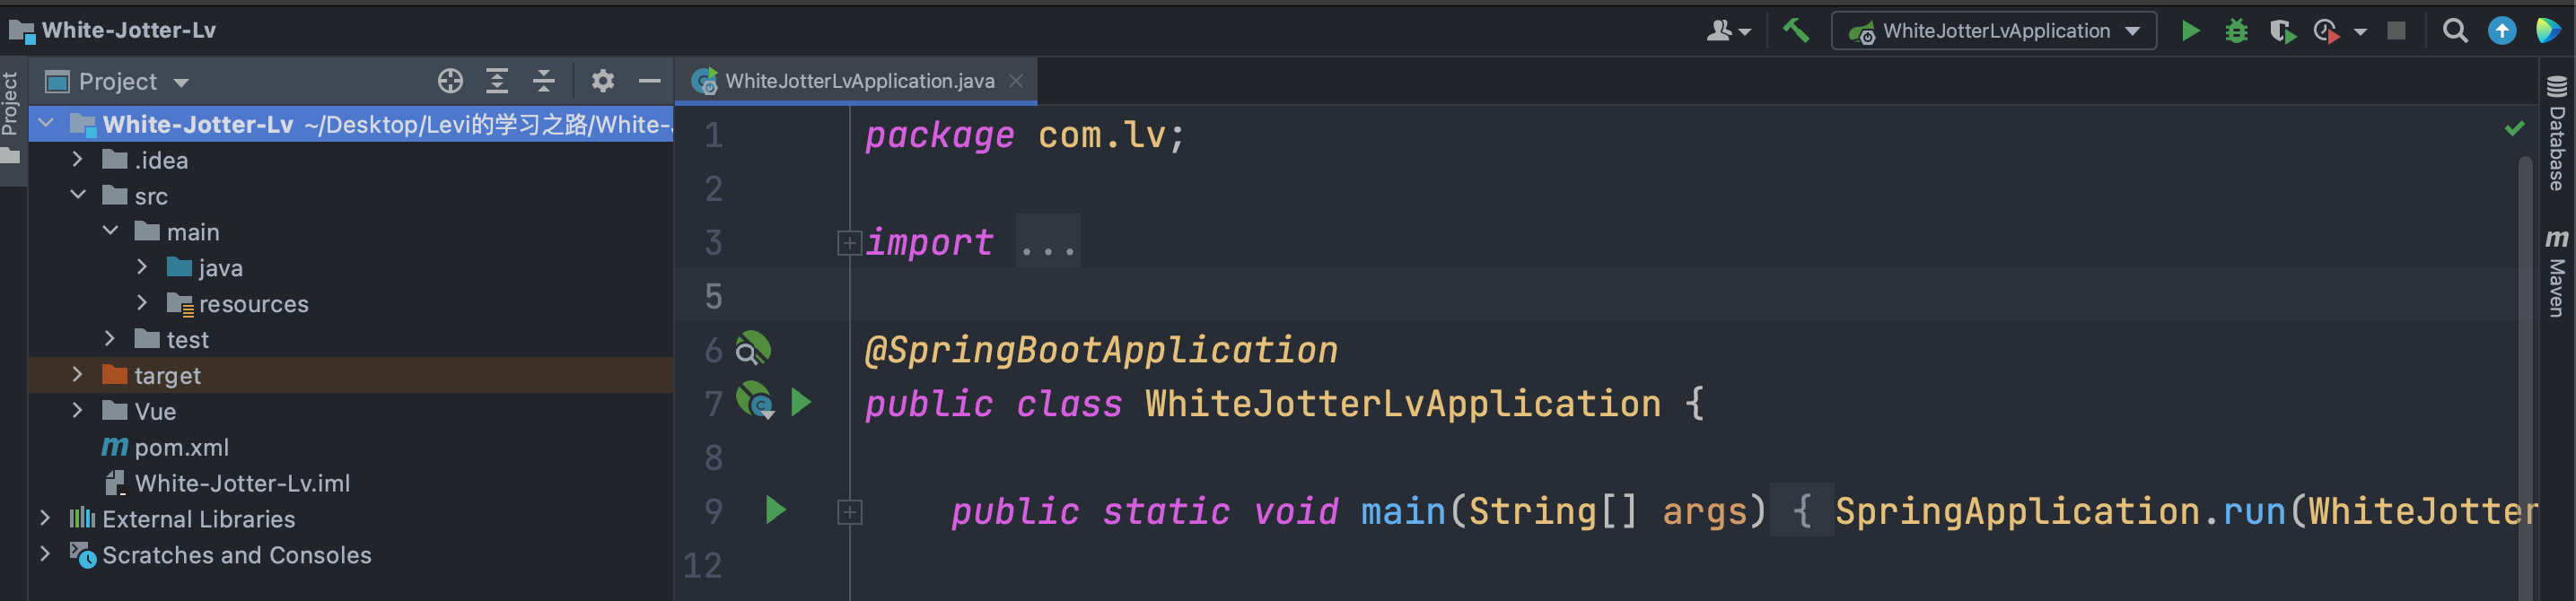 White-Jotter-Lv
WhiteJotterLvApplication
Project
Project
White-Jotter-Lv ~/Desktop/Levi的学习之路/White-J
.idea
src
main
java
resources
test
target
Vue
pom.xml
White-Jotter-Lv.iml
External Libraries
Scratches and Consoles
WhiteJotterLvApplication.java
1 package com.lv;
2
3 import ...
5
6 @SpringBootApplication
7 public class WhiteJotterLvApplication {
8
9 public static void main(String[] args) { SpringApplication.run(WhiteJotter
12
Database
m Maven